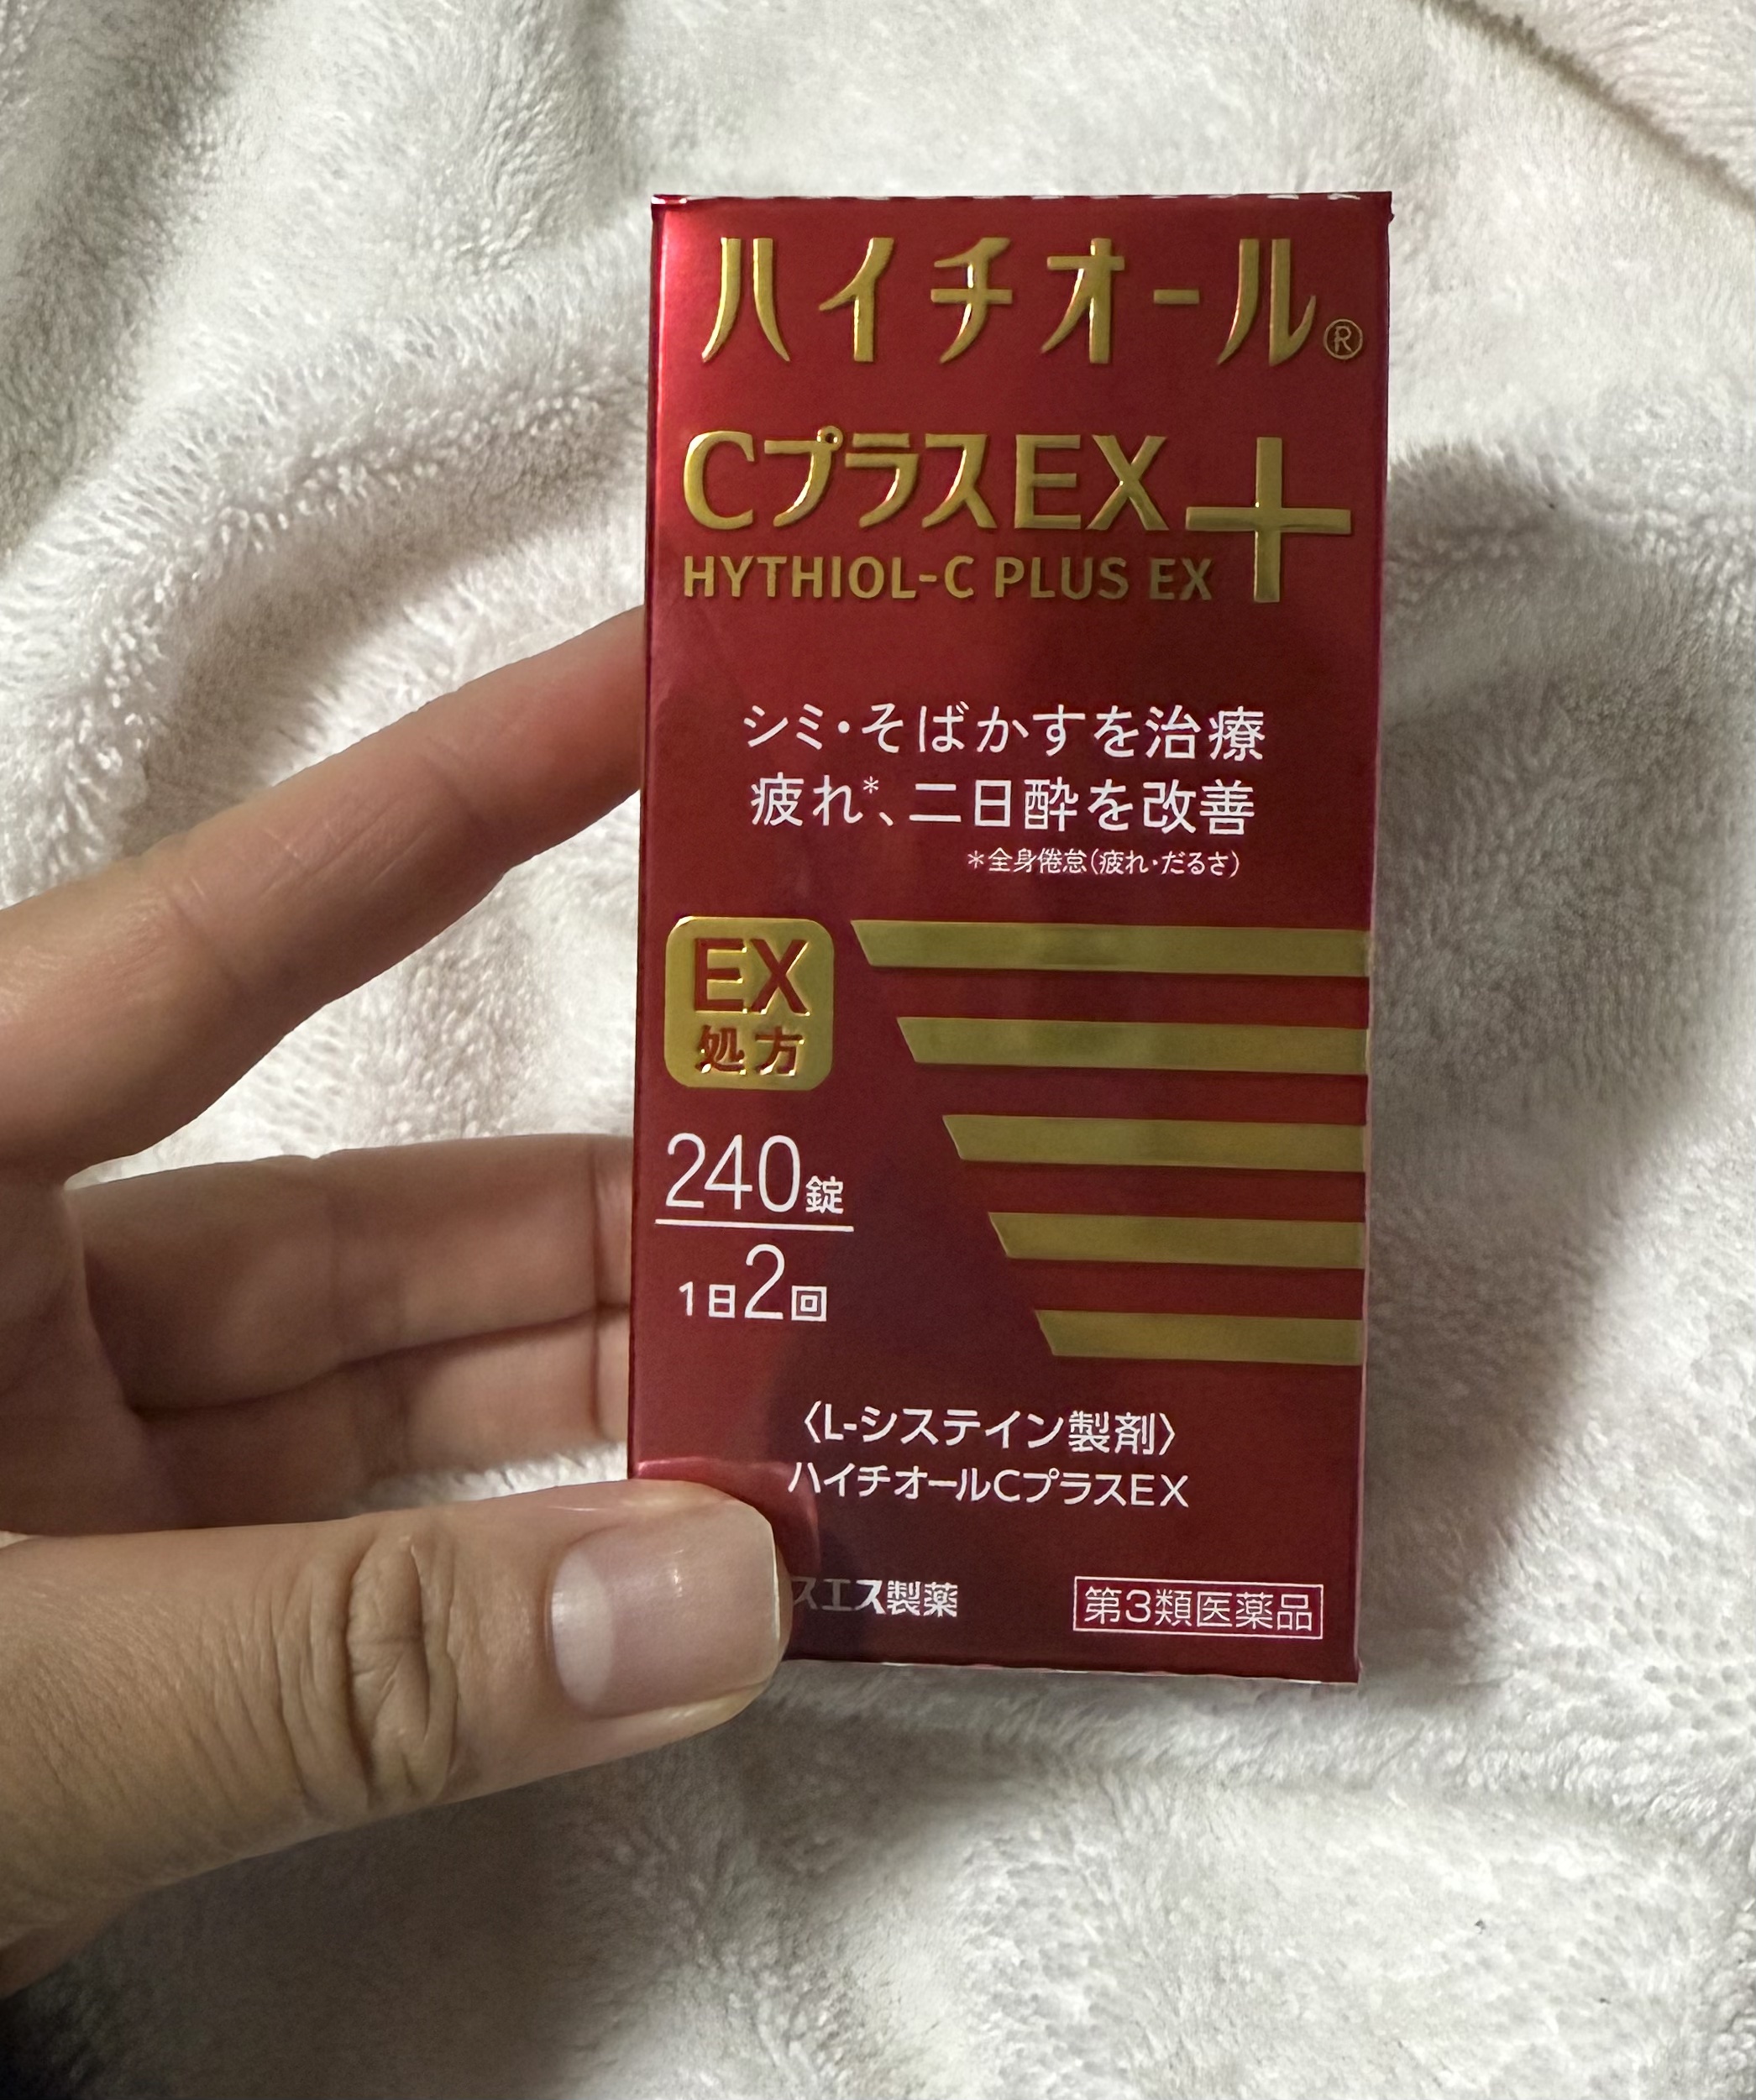 ハイチオール®
CプラスEX+
HYTHIOL-C PLUS EX
シミ・そばかすを治療
疲れ*、二日酔を改善
*全身倦怠(疲れ・だるさ)
EX
処方
240錠
1日2回
〈L-システイン製剤〉
ハイチオールCプラスEX
スエス製薬
第3類医薬品